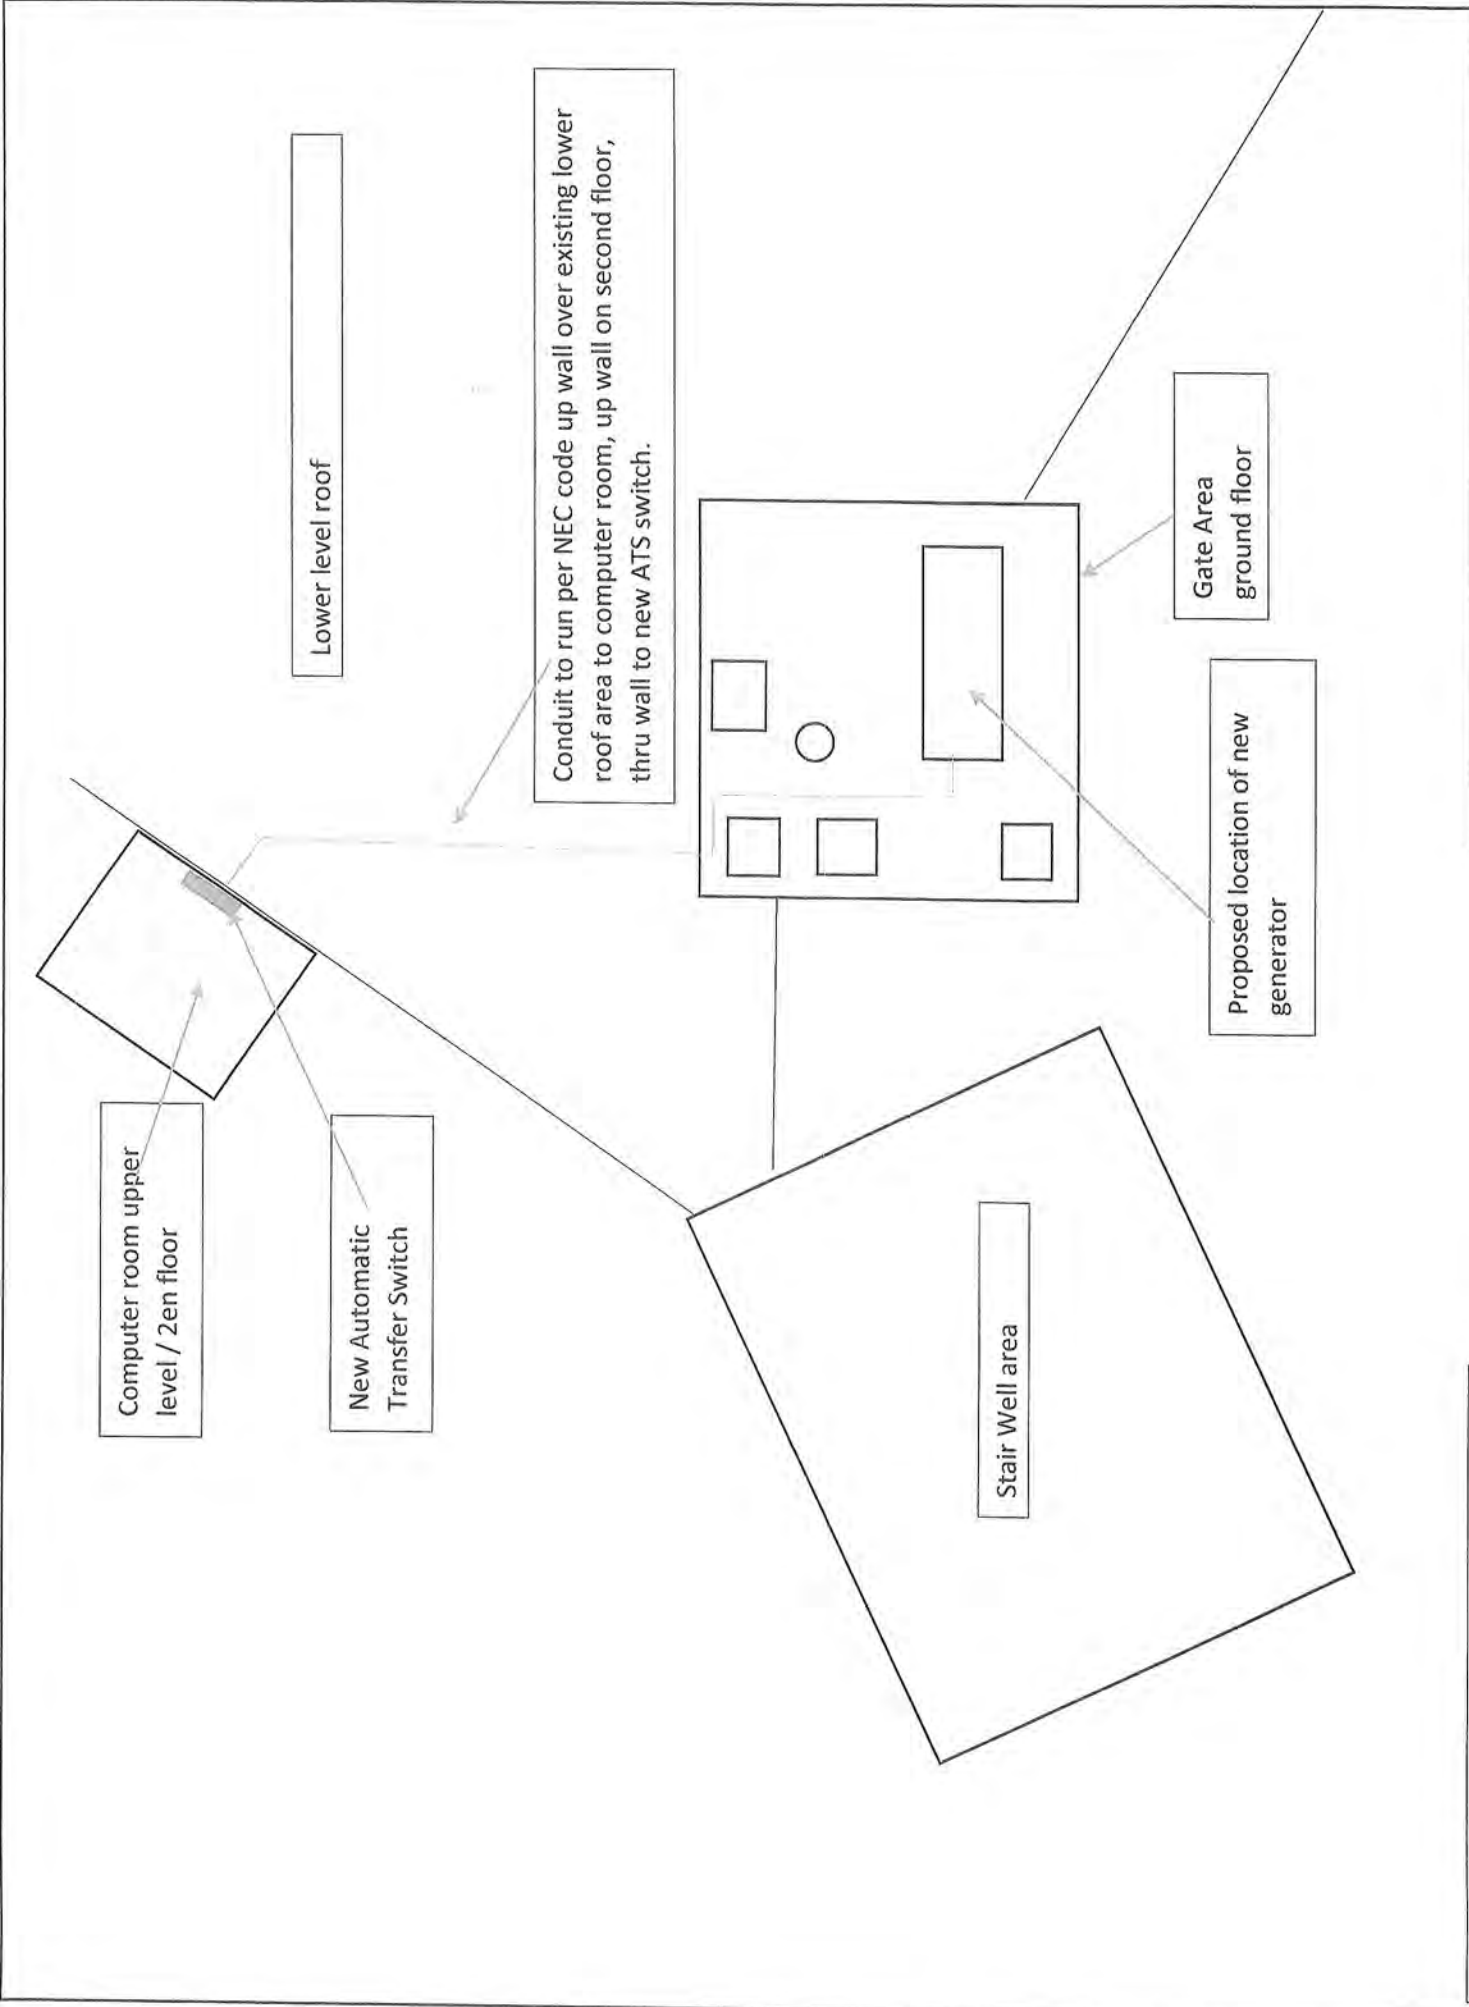 Computer room upper
level / 2en floor
New Automatic
Transfer Switch
Lower level roof
Conduit to run per NEC code up wall over existing lower
roof area to computer room, up wall on second floor,
thru wall to new ATS switch.
Stair Well area
Proposed location of new
generator
Gate Area
ground floor